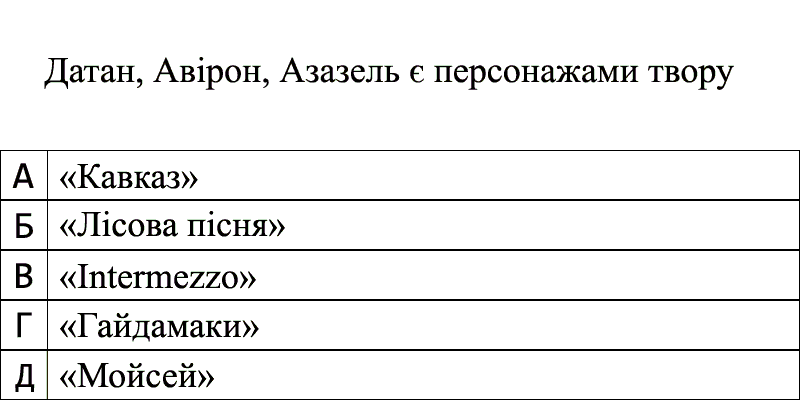 Датан, Авірон, Азазель є персонажами твору
А «Кавказ»
Б «Лісова пісня»
В «Intermezzo»
Г «Гайдамаки»
Д «Мойсей»